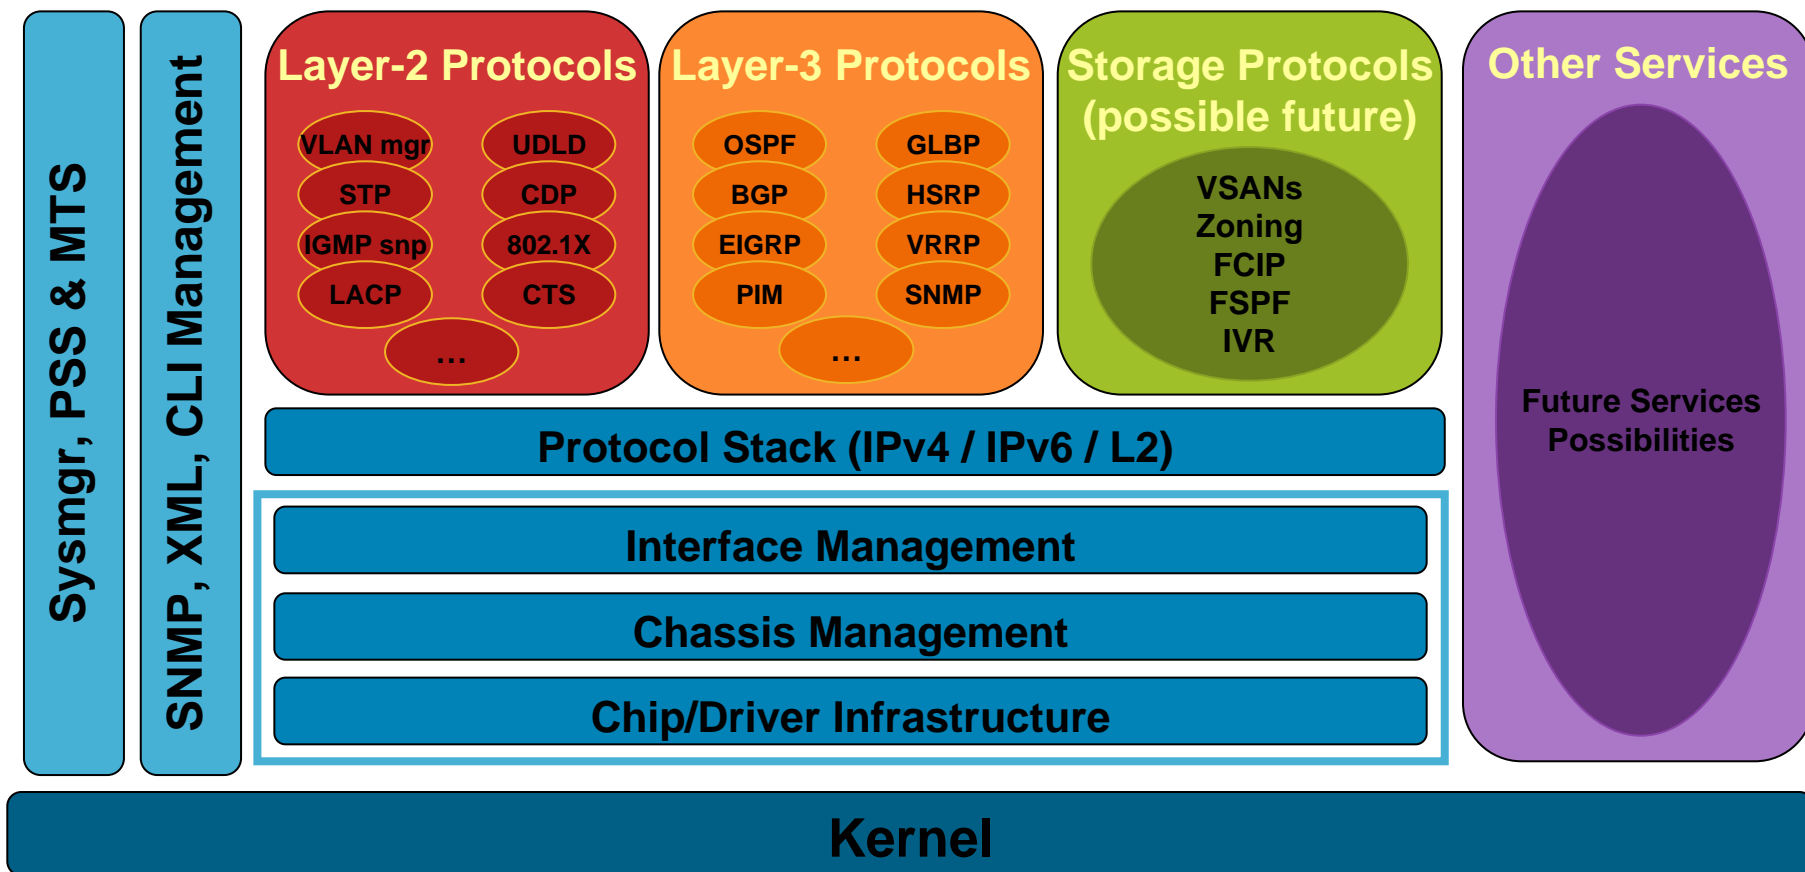 Sysmgr, PSS & MTS
SNMP, XML, CLI Management
Layer-2 Protocols
VLAN mgr
STP
IGMP snp
LACP
UDLD
CDP
802.1X
CTS
...
Layer-3 Protocols
OSPF
BGP
EIGRP
PIM
GLBP
HSRP
VRRP
SNMP
...
Storage Protocols
(possible future)
VSANs
Zoning
FCIP
FSPF
IVR
Other Services
Future Services
Possibilities
Protocol Stack (IPv4 / IPv6 / L2)
Interface Management
Chassis Management
Chip/Driver Infrastructure
Kernel